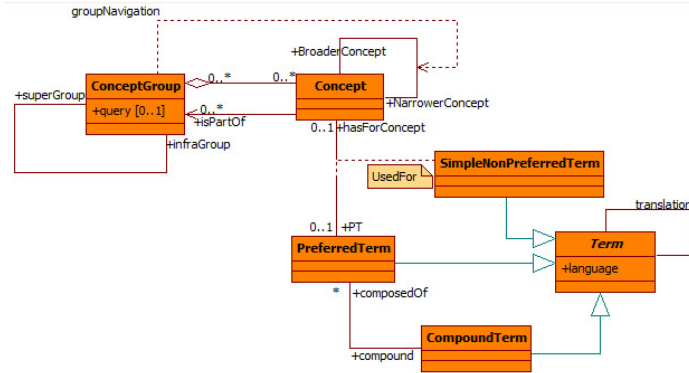 groupNavigation
+BroaderConcept
ConceptGroup
0..*
0..*
Concept
+superGroup
+query [0..1]
0..*
+NarrowerConcept
+isPartOf
0..1
+hasForConcept
+infraGroup
SimpleNonPreferredTerm
UsedFor
translation
0..1
+PT
PreferredTerm
Term
+language
*
+composedOf
CompoundTerm
+compound